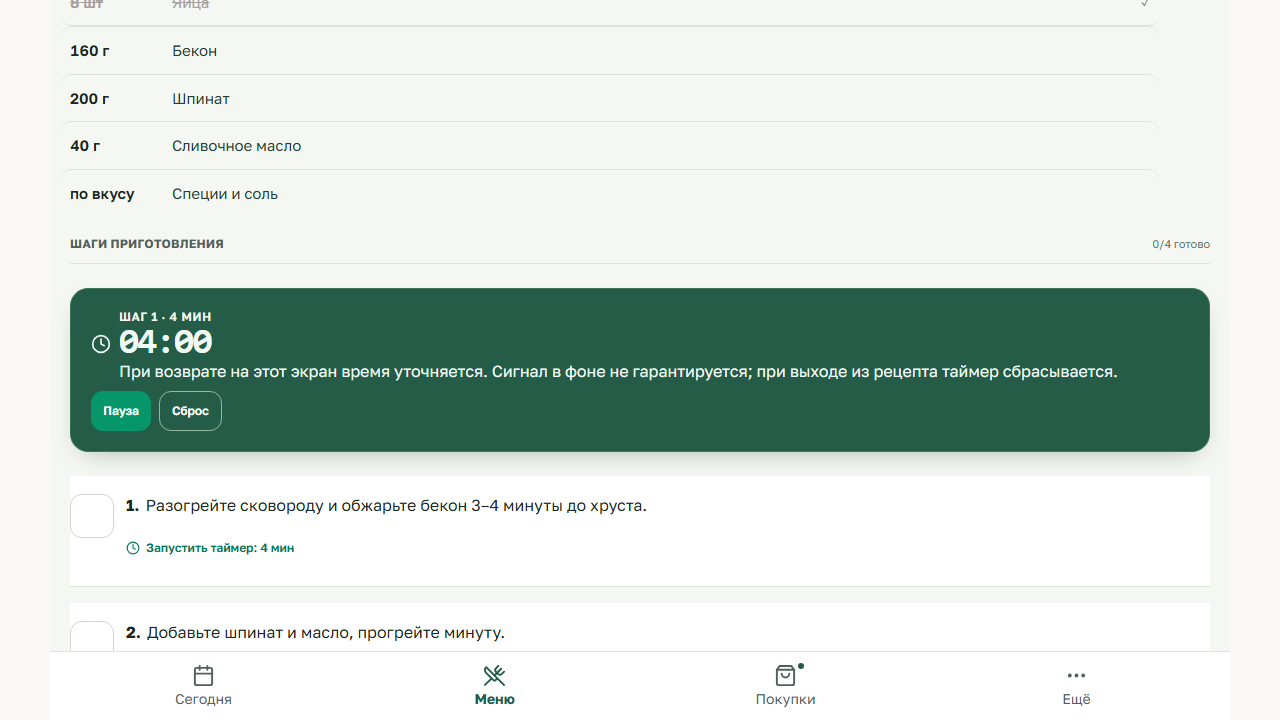 8 шт Яйца ✓
160 г Бекон
200 г Шпинат
40 г Сливочное масло
по вкусу Специи и соль
ШАГИ ПРИГОТОВЛЕНИЯ 0/4 готово
ШАГ 1 · 4 МИН
04:00
При возврате на этот экран время уточняется. Сигнал в фоне не гарантируется; при выходе из рецепта таймер сбрасывается.
Пауза Сброс
1. Разогрейте сковороду и обжарьте бекон 3–4 минуты до хруста.
Запустить таймер: 4 мин
2. Добавьте шпинат и масло, прогрейте минуту.
Сегодня Меню Покупки Ещё